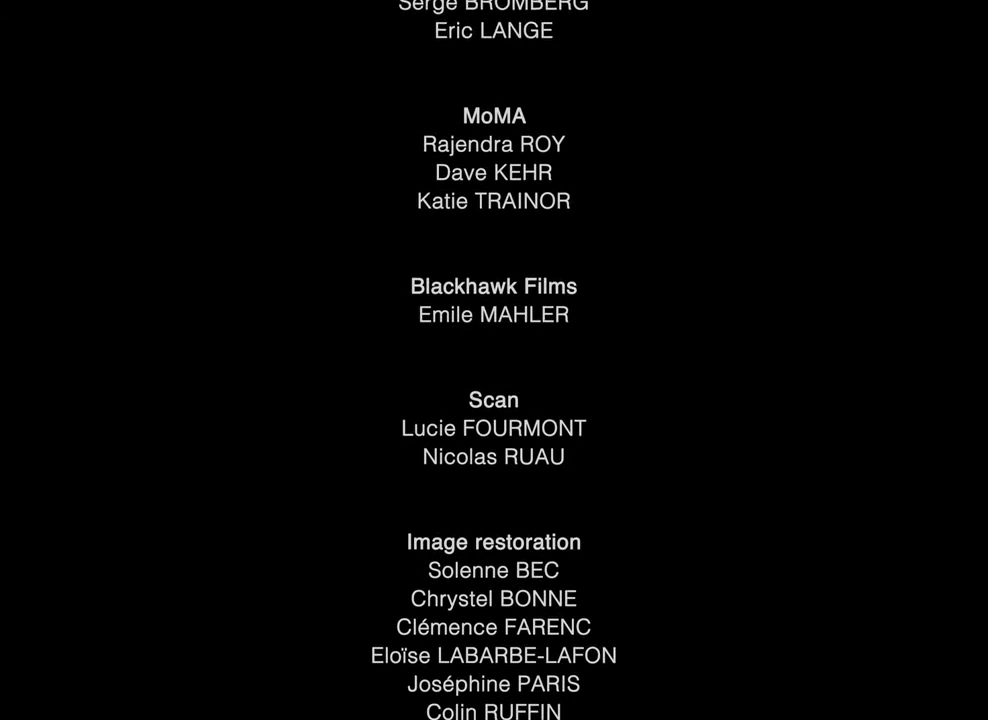 Serge BROMBERG
Eric LANGE
MoMA
Rajendra ROY
Dave KEHR
Katie TRAINOR
Blackhawk Films
Emile MAHLER
Scan
Lucie FOURMONT
Nicolas RUAU
Image restoration
Solenne BEC
Chrystel BONNE
Clémence FARENC
Eloïse LABARBE-LAFON
Joséphine PARIS
Colin RUFFIN